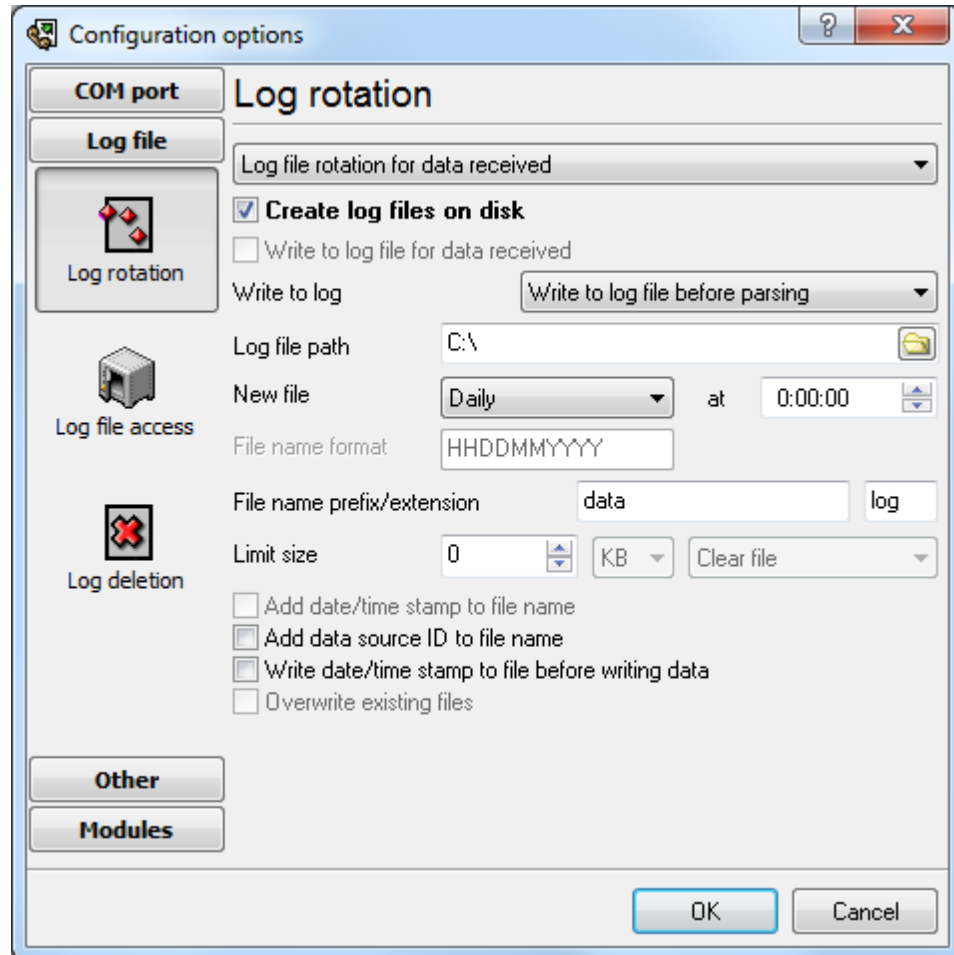 Configuration options
COM port
Log file
Log rotation
Log file access
Log deletion
Other
Modules
Log rotation
Log file rotation for data received
Create log files on disk
Write to log file for data received
Write to log Write to log file before parsing
Log file path C:\
New file Daily at 0:00:00
File name format HHDDMMYYYY
File name prefix/extension data log
Limit size 0 KB Clear file
Add date/time stamp to file name
Add data source ID to file name
Write date/time stamp to file before writing data
Overwrite existing files
OK Cancel